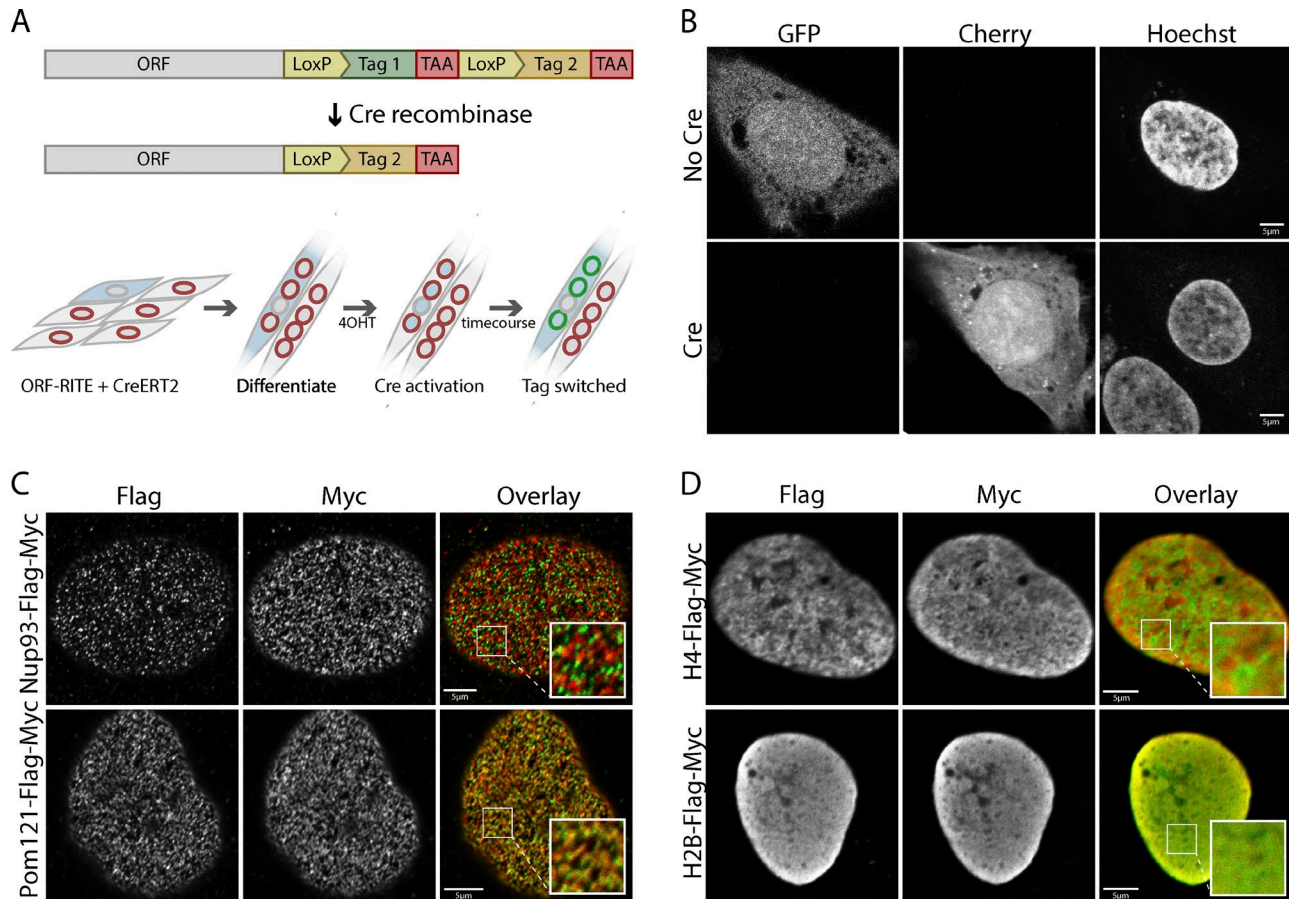 A
ORF LoxP Tag 1 TAA LoxP Tag 2 TAA
Cre recombinase
ORF LoxP Tag 2 TAA
4OHT timecourse
ORF-RITE + CreERT2 Differentiate Cre activation Tag switched
B
GFP Cherry Hoechst
No Cre
5µm
Cre
5µm
C
Flag Myc Overlay
Nup93-Flag-Myc
5µm
Pom121-Flag-Myc
5µm
D
Flag Myc Overlay
H4-Flag-Myc
5µm
H2B-Flag-Myc
5µm